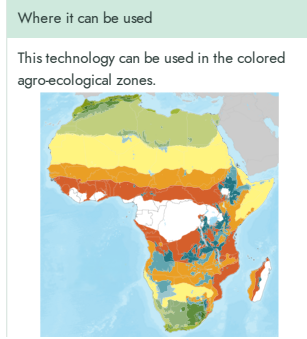 Where it can be used
This technology can be used in the colored
agro-ecological zones.